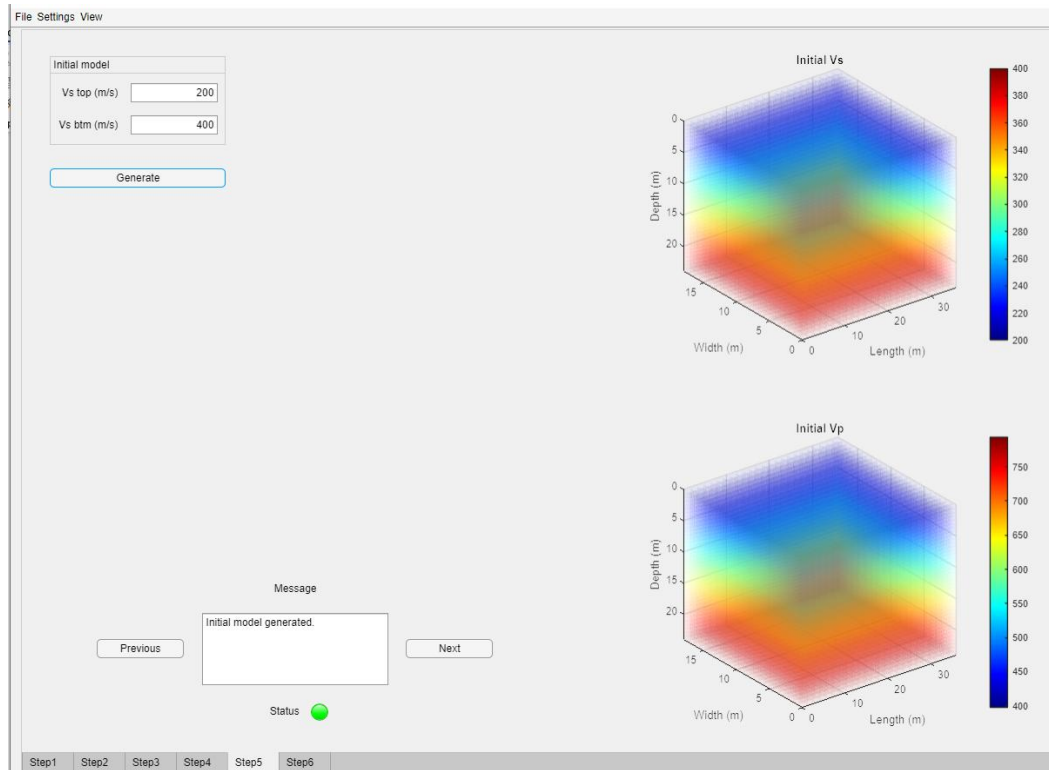 File Settings View
Initial model
Vs top (m/s) 200
Vs btm (m/s) 400
Generate
Initial Vs
0
5
10
15
20
Depth (m)
15
10
5
0
Width (m)
0
10
20
30
Length (m)
400
380
360
340
320
300
280
260
240
220
200
Initial Vp
0
5
10
15
20
Depth (m)
15
10
5
0
Width (m)
0
10
20
30
Length (m)
750
700
650
600
550
500
450
400
Message
Initial model generated.
Previous
Next
Status
Step1 Step2 Step3 Step4 Step5 Step6